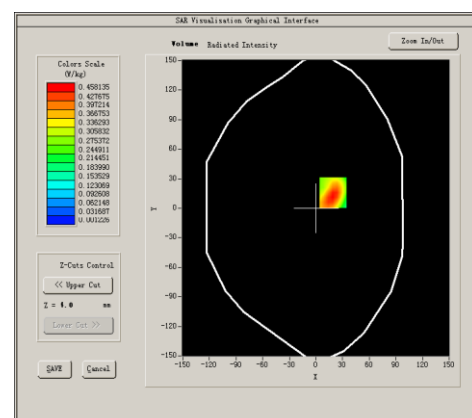 SAR Visualisation Graphical Interface
Volume Radiated Intensity
Zoom In/Out
Colors Scale
(W/kg)
0.458135
0.427675
0.397214
0.366753
0.336293
0.305832
0.275372
0.244911
0.214451
0.183990
0.153529
0.123069
0.092608
0.062148
0.031687
0.001226
150
120
90
60
30
0
-30
-60
-90
-120
-150
Y
-150 -120 -90 -60 -30 0 30 60 90 120 150
X
Z-Cuts Control
<< Upper Cut
Z = 4.0 mm
Lower Cut >>
SAVE Cancel